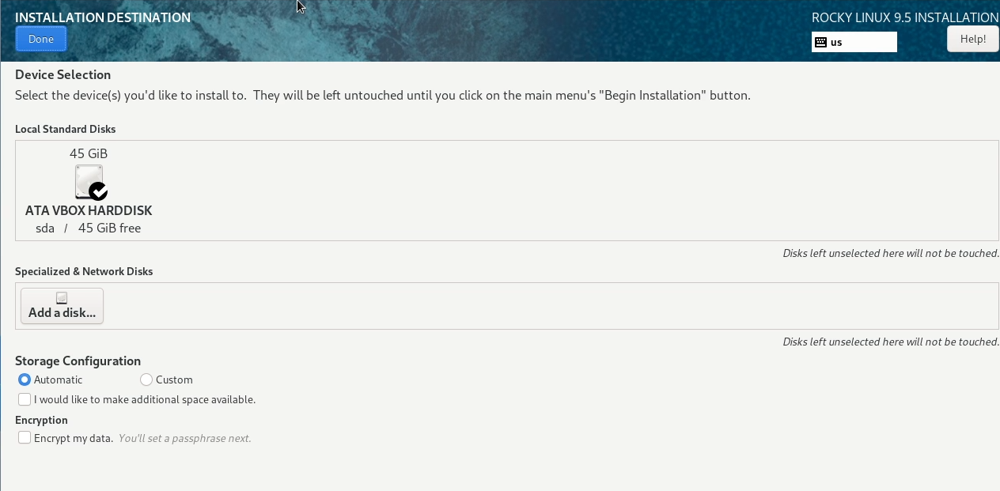 INSTALLATION DESTINATION
ROCKY LINUX 9.5 INSTALLATION
Done
us
Help!
Device Selection
Select the device(s) you'd like to install to.  They will be left untouched until you click on the main menu's "Begin Installation" button.
Local Standard Disks
45 GiB
ATA VBOX HARDDISK
sda / 45 GiB free
Disks left unselected here will not be touched.
Specialized & Network Disks
Add a disk...
Disks left unselected here will not be touched.
Storage Configuration
Automatic Custom
I would like to make additional space available.
Encryption
Encrypt my data. You'll set a passphrase next.